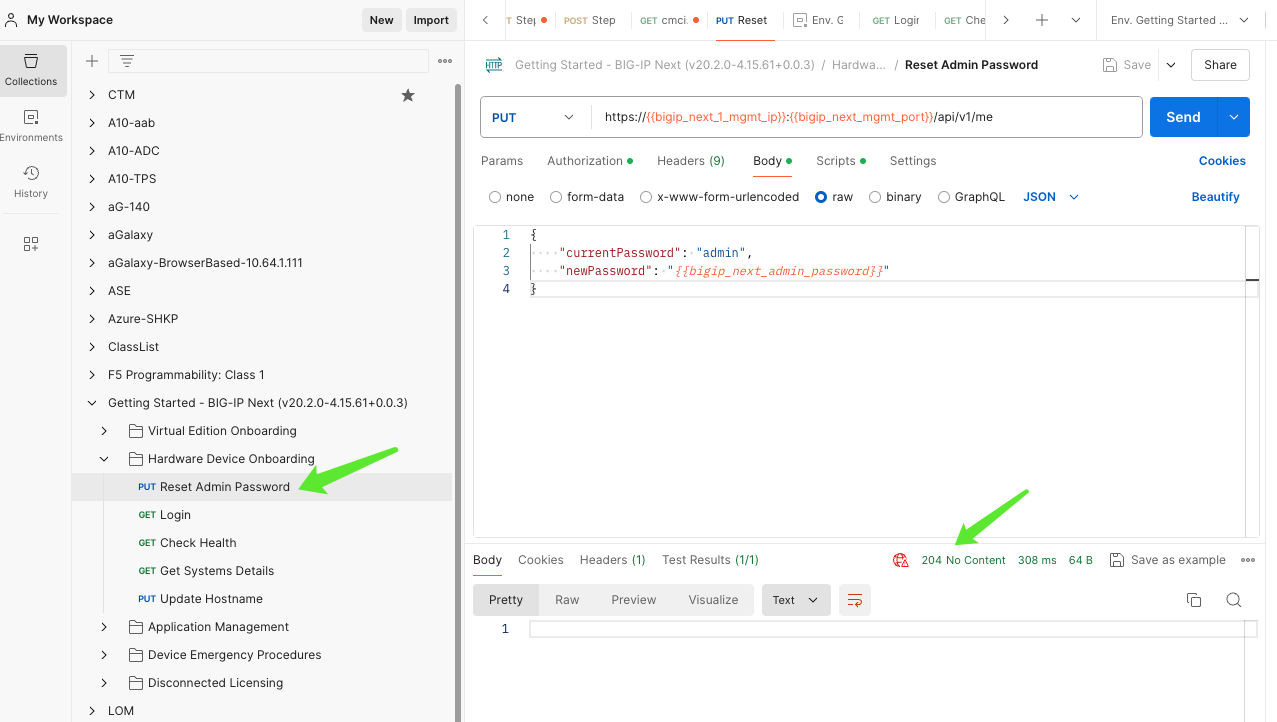 My Workspace
New
Import
Collections
Environments
History
CTM
A10-aab
A10-ADC
A10-TPS
aG-140
aGalaxy
aGalaxy-BrowserBased-10.64.1.111
ASE
Azure-SHKP
ClassList
F5 Programmability: Class 1
Getting Started - BIG-IP Next (v20.2.0-4.15.61+0.0.3)
Virtual Edition Onboarding
Hardware Device Onboarding
PUT Reset Admin Password
GET Login
GET Check Health
GET Get Systems Details
PUT Update Hostname
Application Management
Device Emergency Procedures
Disconnected Licensing
LOM
T Step
POST Step
GET cmci
PUT Reset
Env. G
GET Login
GET Che
Env. Getting Started ...
HTTP
Getting Started - BIG-IP Next (v20.2.0-4.15.61+0.0.3) / Hardwa... / Reset Admin Password
Save
Share
PUT
https://{{bigip_next_1_mgmt_ip}}:{{bigip_next_mgmt_port}}/api/v1/me
Send
Params Authorization Headers (9) Body Scripts Settings
Cookies
none form-data x-www-form-urlencoded raw binary GraphQL JSON
Beautify
1 {
2 ····"currentPassword":·"admin",
3 ····"newPassword":·"{{bigip_next_admin_password}}"
4 }
Body Cookies Headers (1) Test Results (1/1)
204 No Content 308 ms 64 B
Save as example
Pretty Raw Preview Visualize Text
1